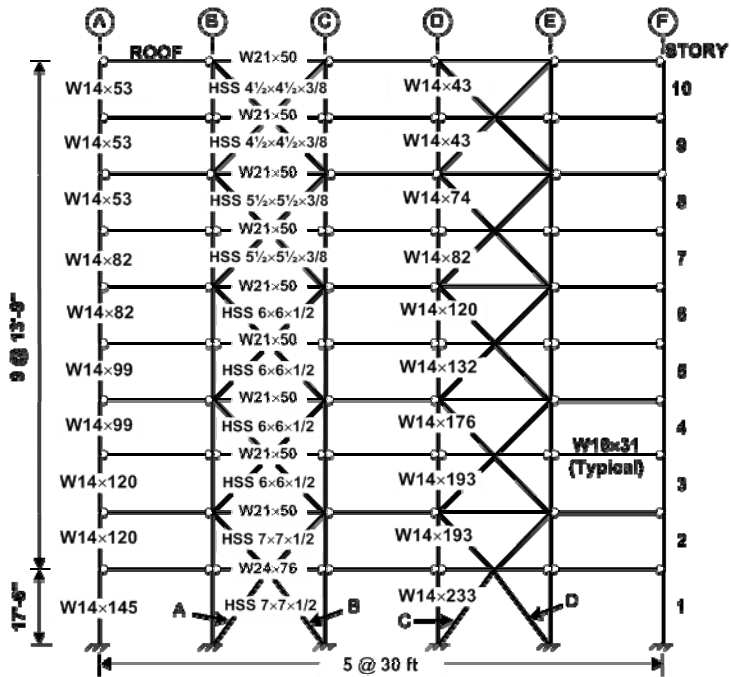 A B C D E F
ROOF W21×50 STORY
W14×53 HSS 4½×4½×3/8 W14×43 10
W21×50
W14×53 HSS 4½×4½×3/8 W14×43 9
W21×50
W14×53 HSS 5½×5½×3/8 W14×74 8
W21×50
W14×82 HSS 5½×5½×3/8 W14×82 7
W21×50
W14×82 HSS 6×6×1/2 W14×120 6
W21×50
W14×99 HSS 6×6×1/2 W14×132 5
W21×50
W14×99 HSS 6×6×1/2 W14×176 4
W21×50 W16×31
(Typical)
W14×120 HSS 6×6×1/2 W14×193 3
W21×50
W14×120 HSS 7×7×1/2 W14×193 2
W24×76
W14×145 A HSS 7×7×1/2 B W14×233 C D 1
9 @ 13'-0"
17'-6"
5 @ 30 ft